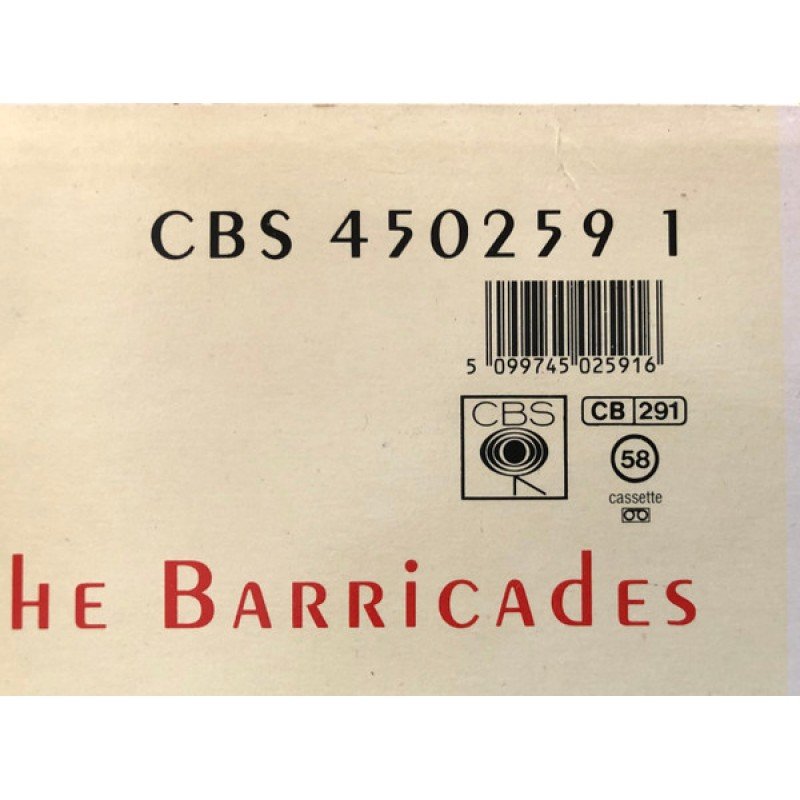 CBS 450259 1
5 099745 025916
CBS
CB 291
58
cassette
he Barricades